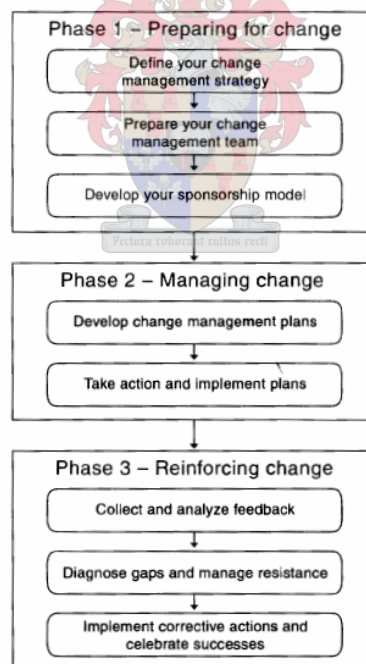 Phase 1 – Preparing for change
Define your change
management strategy
Prepare your change
management team
Develop your sponsorship model
Pectora roborant cultus recti
Phase 2 – Managing change
Develop change management plans
Take action and implement plans
Phase 3 – Reinforcing change
Collect and analyze feedback
Diagnose gaps and manage resistance
Implement corrective actions and
celebrate successes